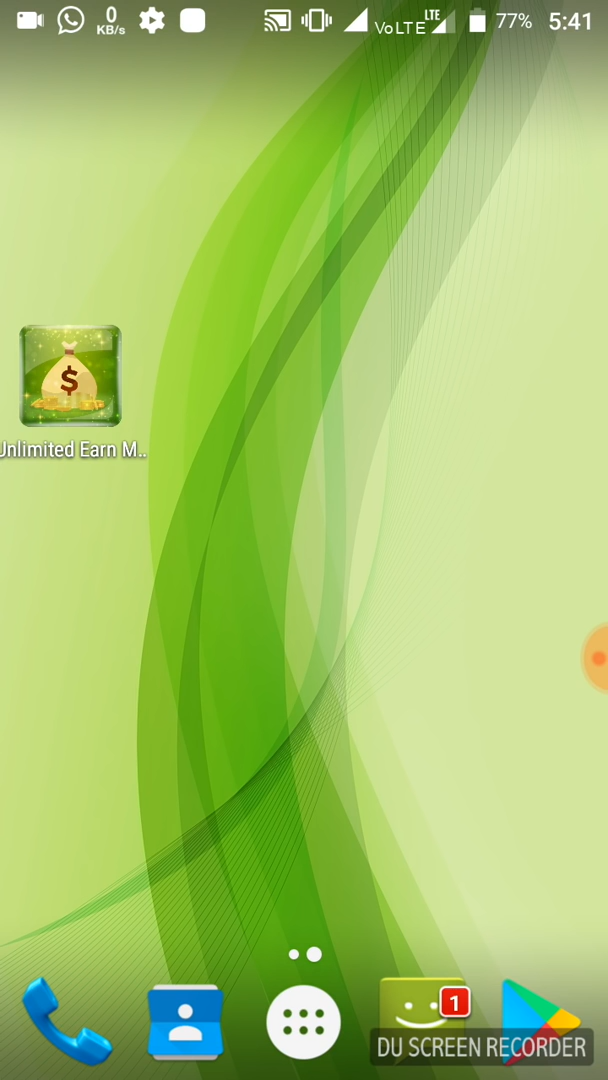 0
KB/s
VoLTE LTE 77% 5:41
$
Unlimited Earn M..
1
DU SCREEN RECORDER